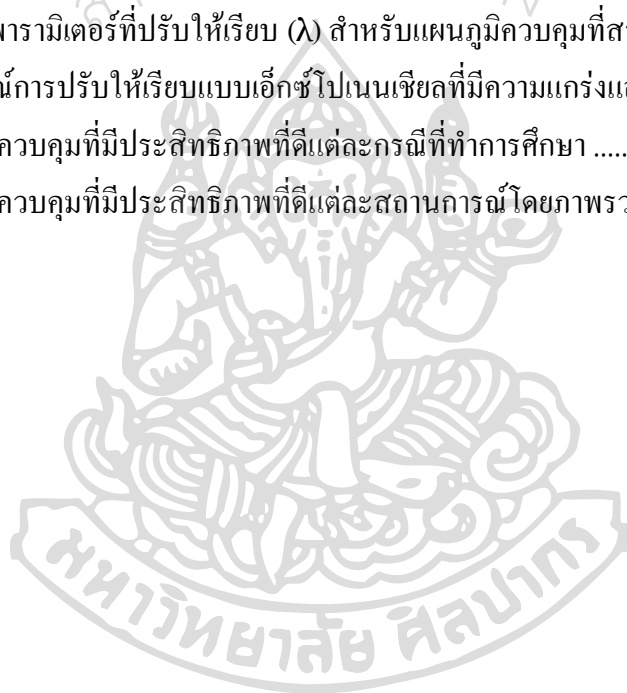 พารามิเตอร์ที่ปรับให้เรียบ (λ) สำหรับแผนภูมิควบคุมที่
ณ์การปรับให้เรียบแบบเอ็กซ์โปเนนเชียลที่มีความแกร่งและ
ควบคุมที่มีประสิทธิภาพที่ดีแต่ละกรณีที่ทำการศึกษา .....
ควบคุมที่มีประสิทธิภาพที่ดีแต่ละสถานการณ์โดยภาพรว
มหาวิทยาลัย ศิลปากร